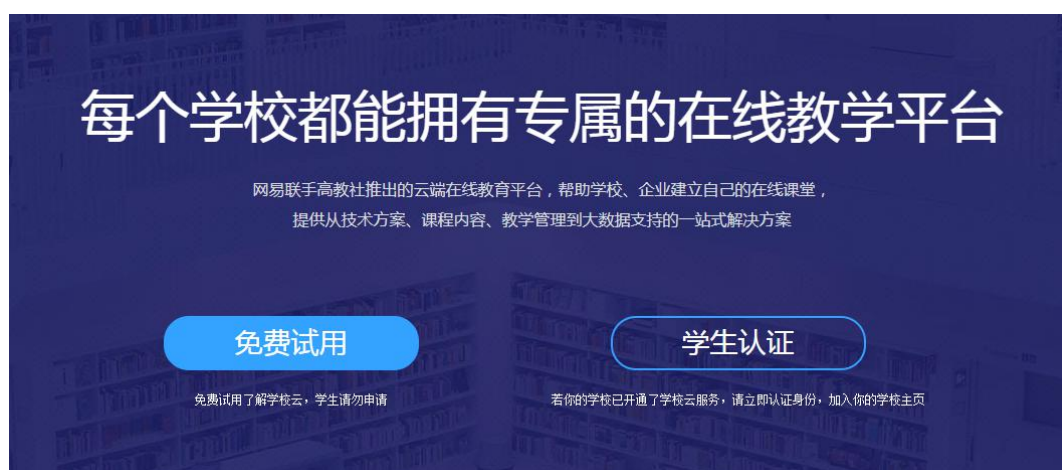 每个学校都能拥有专属的在线教学平台
网易联手高教社推出的云端在线教育平台，帮助学校、企业建立自己的在线课堂，
提供从技术方案、课程内容、教学管理到大数据支持的一站式解决方案
免费试用
学生认证
免费试用了解学校云，学生请勿申请
若你的学校已开通了学校云服务，请立即认证身份，加入你的学校主页